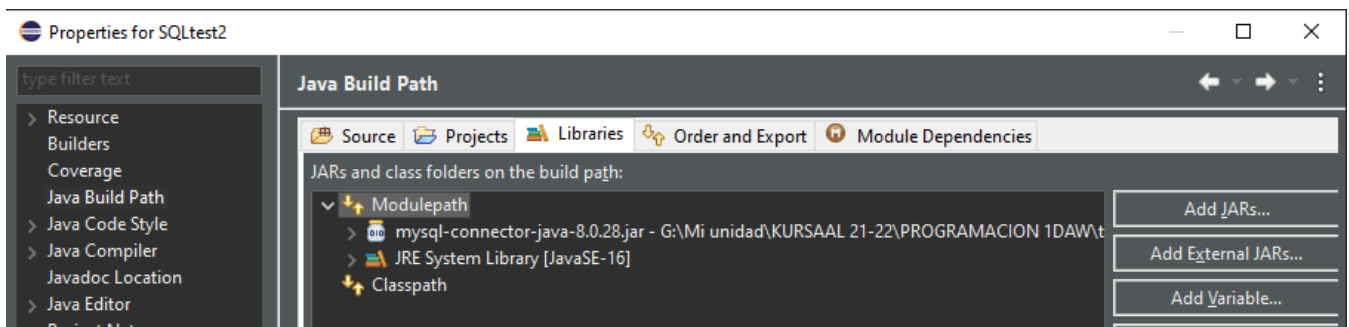 Properties for SQLtest2
type filter text
Java Build Path
Resource
Builders
Coverage
Java Build Path
Java Code Style
Java Compiler
Javadoc Location
Java Editor
Source Projects Libraries Order and Export Module Dependencies
JARs and class folders on the build path:
Modulepath
mysql-connector-java-8.0.28.jar - G:\Mi unidad\KURSAAL 21-22\PROGRAMACION 1DAW\t
JRE System Library [JavaSE-16]
Classpath
Add JARs...
Add External JARs...
Add Variable...